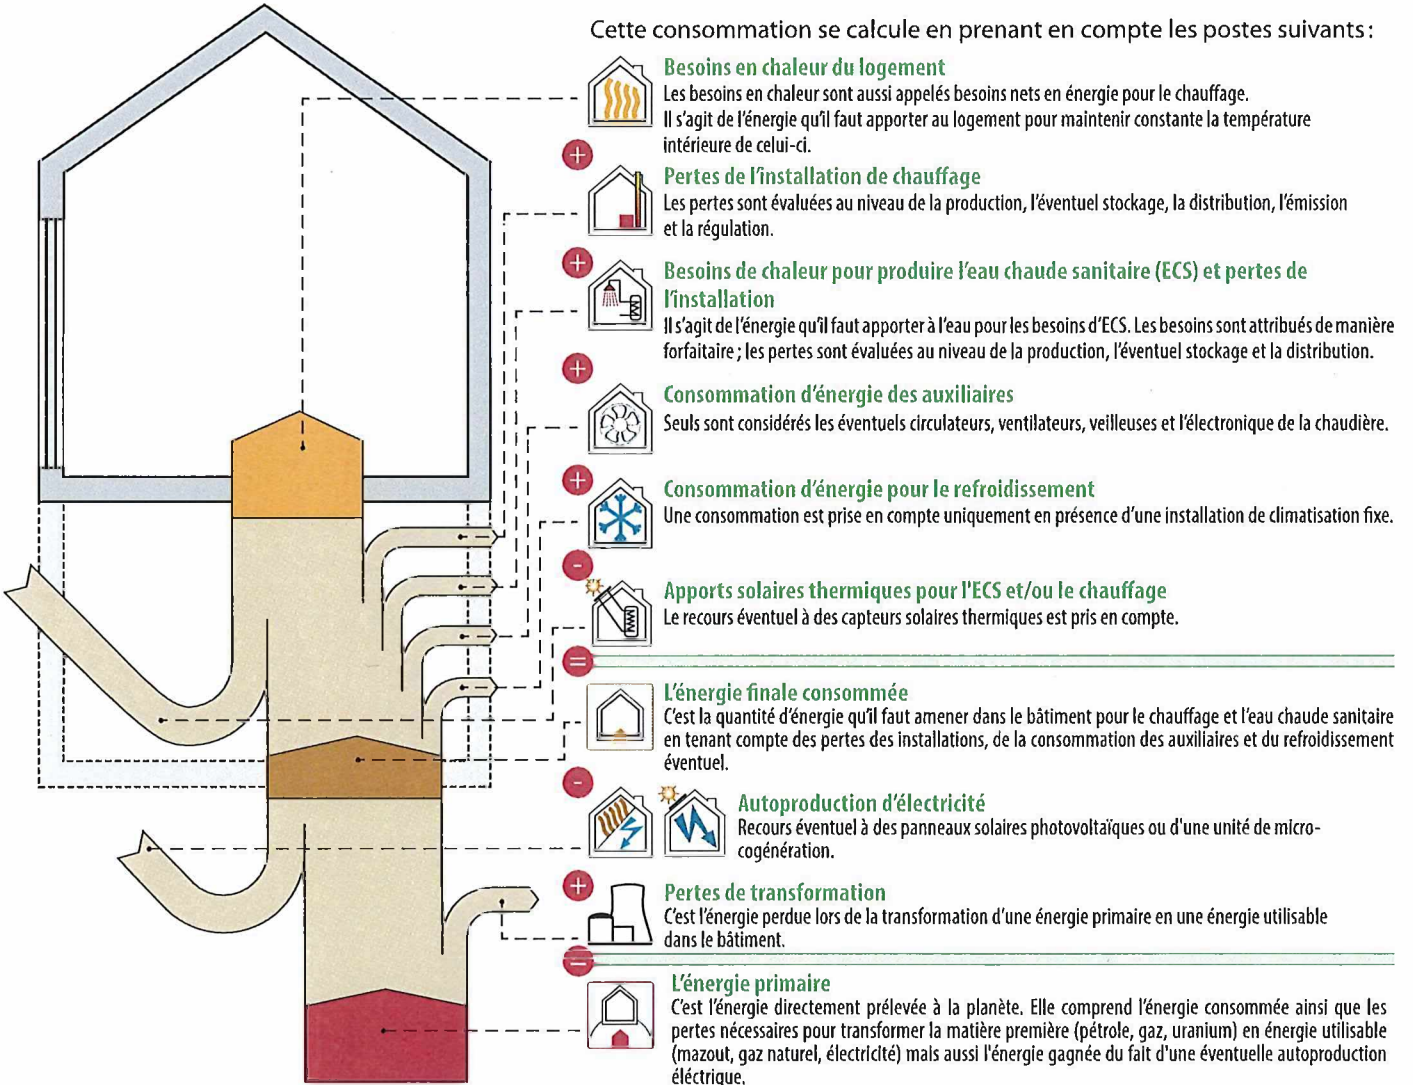 Cette consommation se calcule en prenant en compte les postes suivants :
Besoins en chaleur du logement
Les besoins en chaleur sont aussi appelés besoins nets en énergie pour le chauffage.
Il s'agit de l'énergie qu'il faut apporter au logement pour maintenir constante la température
intérieure de celui-ci.
+
Pertes de l'installation de chauffage
Les pertes sont évaluées au niveau de la production, l'éventuel stockage, la distribution, l'émission
et la régulation.
+
Besoins de chaleur pour produire l'eau chaude sanitaire (ECS) et pertes de
l'installation
Il s'agit de l'énergie qu'il faut apporter à l'eau pour les besoins d'ECS. Les besoins sont attribués de manière
forfaitaire ; les pertes sont évaluées au niveau de la production, l'éventuel stockage et la distribution.
+
Consommation d'énergie des auxiliaires
Seuls sont considérés les éventuels circulateurs, ventilateurs, veilleuses et l'électronique de la chaudière.
+
Consommation d'énergie pour le refroidissement
Une consommation est prise en compte uniquement en présence d'une installation de climatisation fixe.
-
Apports solaires thermiques pour l'ECS et/ou le chauffage
Le recours éventuel à des capteurs solaires thermiques est pris en compte.
=
L'énergie finale consommée
C'est la quantité d'énergie qu'il faut amener dans le bâtiment pour le chauffage et l'eau chaude sanitaire
en tenant compte des pertes des installations, de la consommation des auxiliaires et du refroidissement
éventuel.
-
Autoproduction d'électricité
Recours éventuel à des panneaux solaires photovoltaïques ou d'une unité de micro-
cogénération.
+
Pertes de transformation
C'est l'énergie perdue lors de la transformation d'une énergie primaire en une énergie utilisable
dans le bâtiment.
=
L'énergie primaire
C'est l'énergie directement prélevée à la planète. Elle comprend l'énergie consommée ainsi que les
pertes nécessaires pour transformer la matière première (pétrole, gaz, uranium) en énergie utilisable
(mazout, gaz naturel, électricité) mais aussi l'énergie gagnée du fait d'une éventuelle autoproduction
éléctrique.